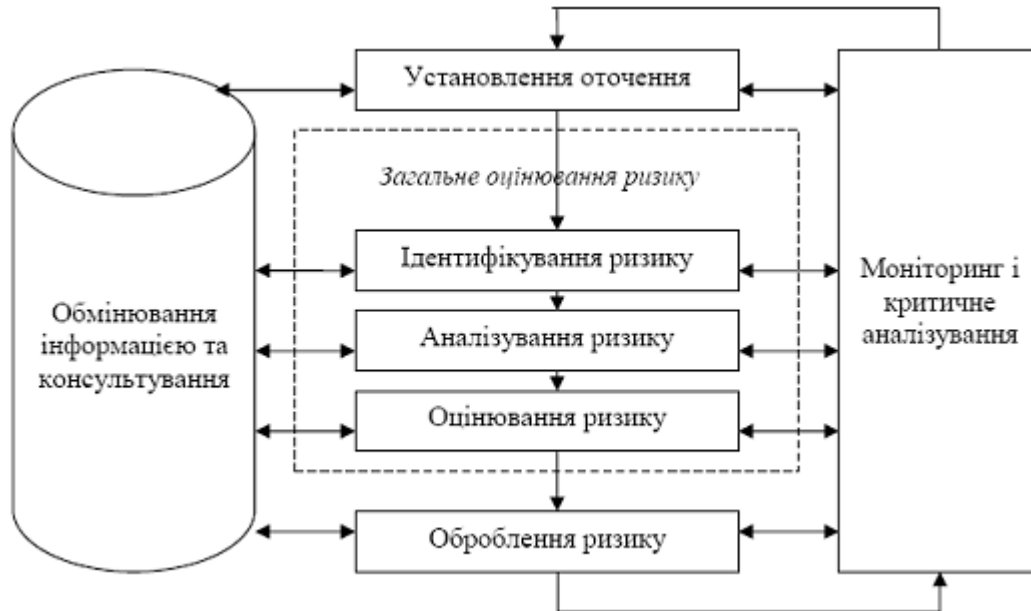 Установлення оточення
Загальне оцінювання ризику
Ідентифікування ризику
Аналізування ризику
Оцінювання ризику
Оброблення ризику
Обмінювання
інформацією та
консультування
Моніторинг і
критичне
аналізування